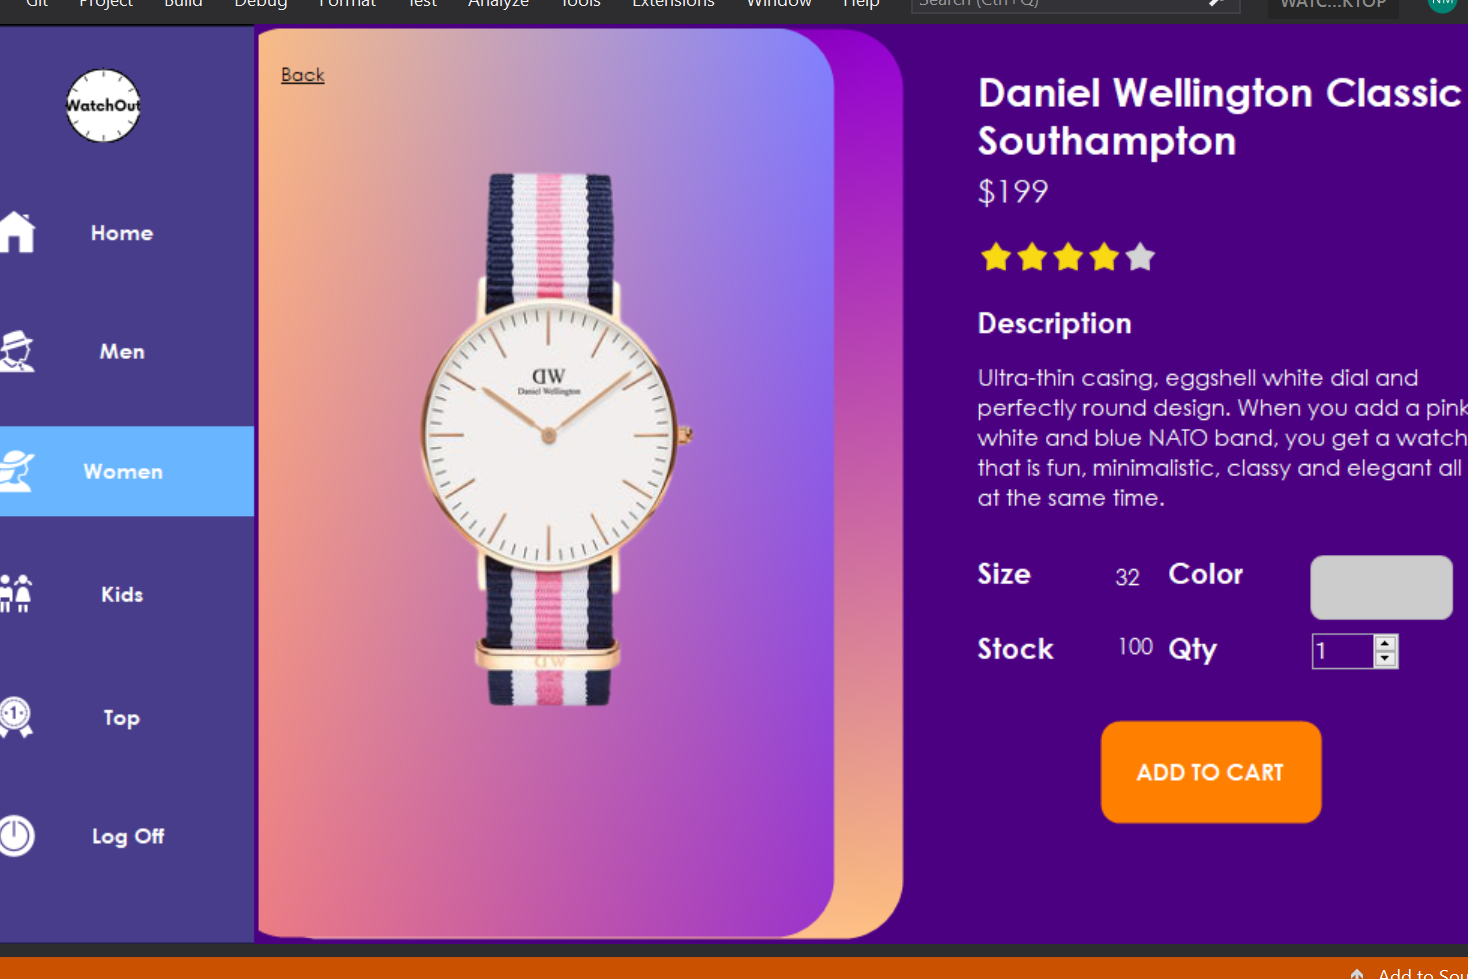 Git Project Build Debug Format Test Analyze Tools Extensions Window Help Search (Ctrl+Q) WATC...KTOP NM
WatchOut
Home
Men
Women
Kids
1
Top
Log Off
Back
DW
Daniel Wellington
DW
Daniel Wellington Classic
Southampton
$199
Description
Ultra-thin casing, eggshell white dial and
perfectly round design. When you add a pink
white and blue NATO band, you get a watch
that is fun, minimalistic, classy and elegant all
at the same time.
Size 32 Color
Stock 100 Qty 1
ADD TO CART
Add to Sou